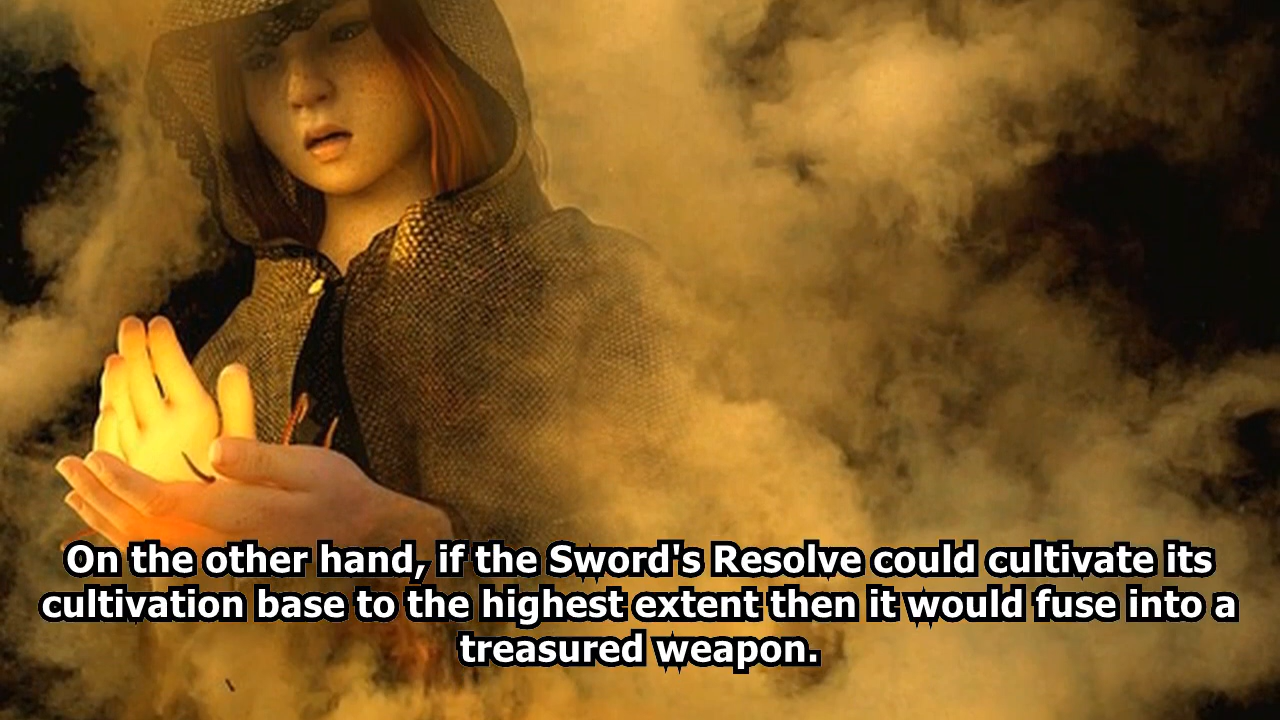 On the other hand, if the Sword's Resolve could cultivate its
cultivation base to the highest extent then it would fuse into a
treasured weapon.